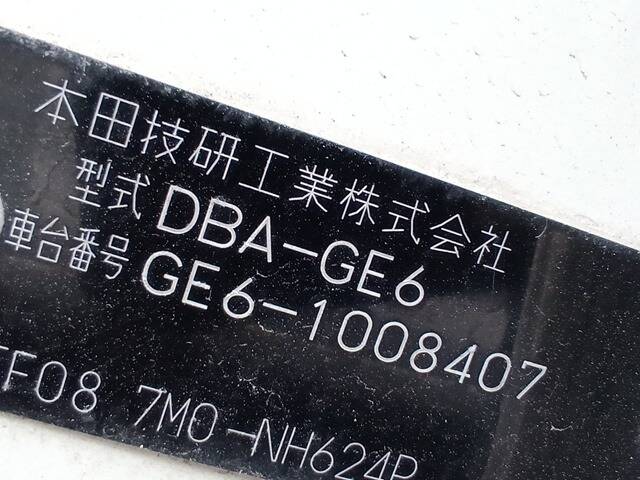 本田技研工業株式会社
型式 DBA-GE6
車台番号 GE6-1008407
TF08 7M0-NH624P